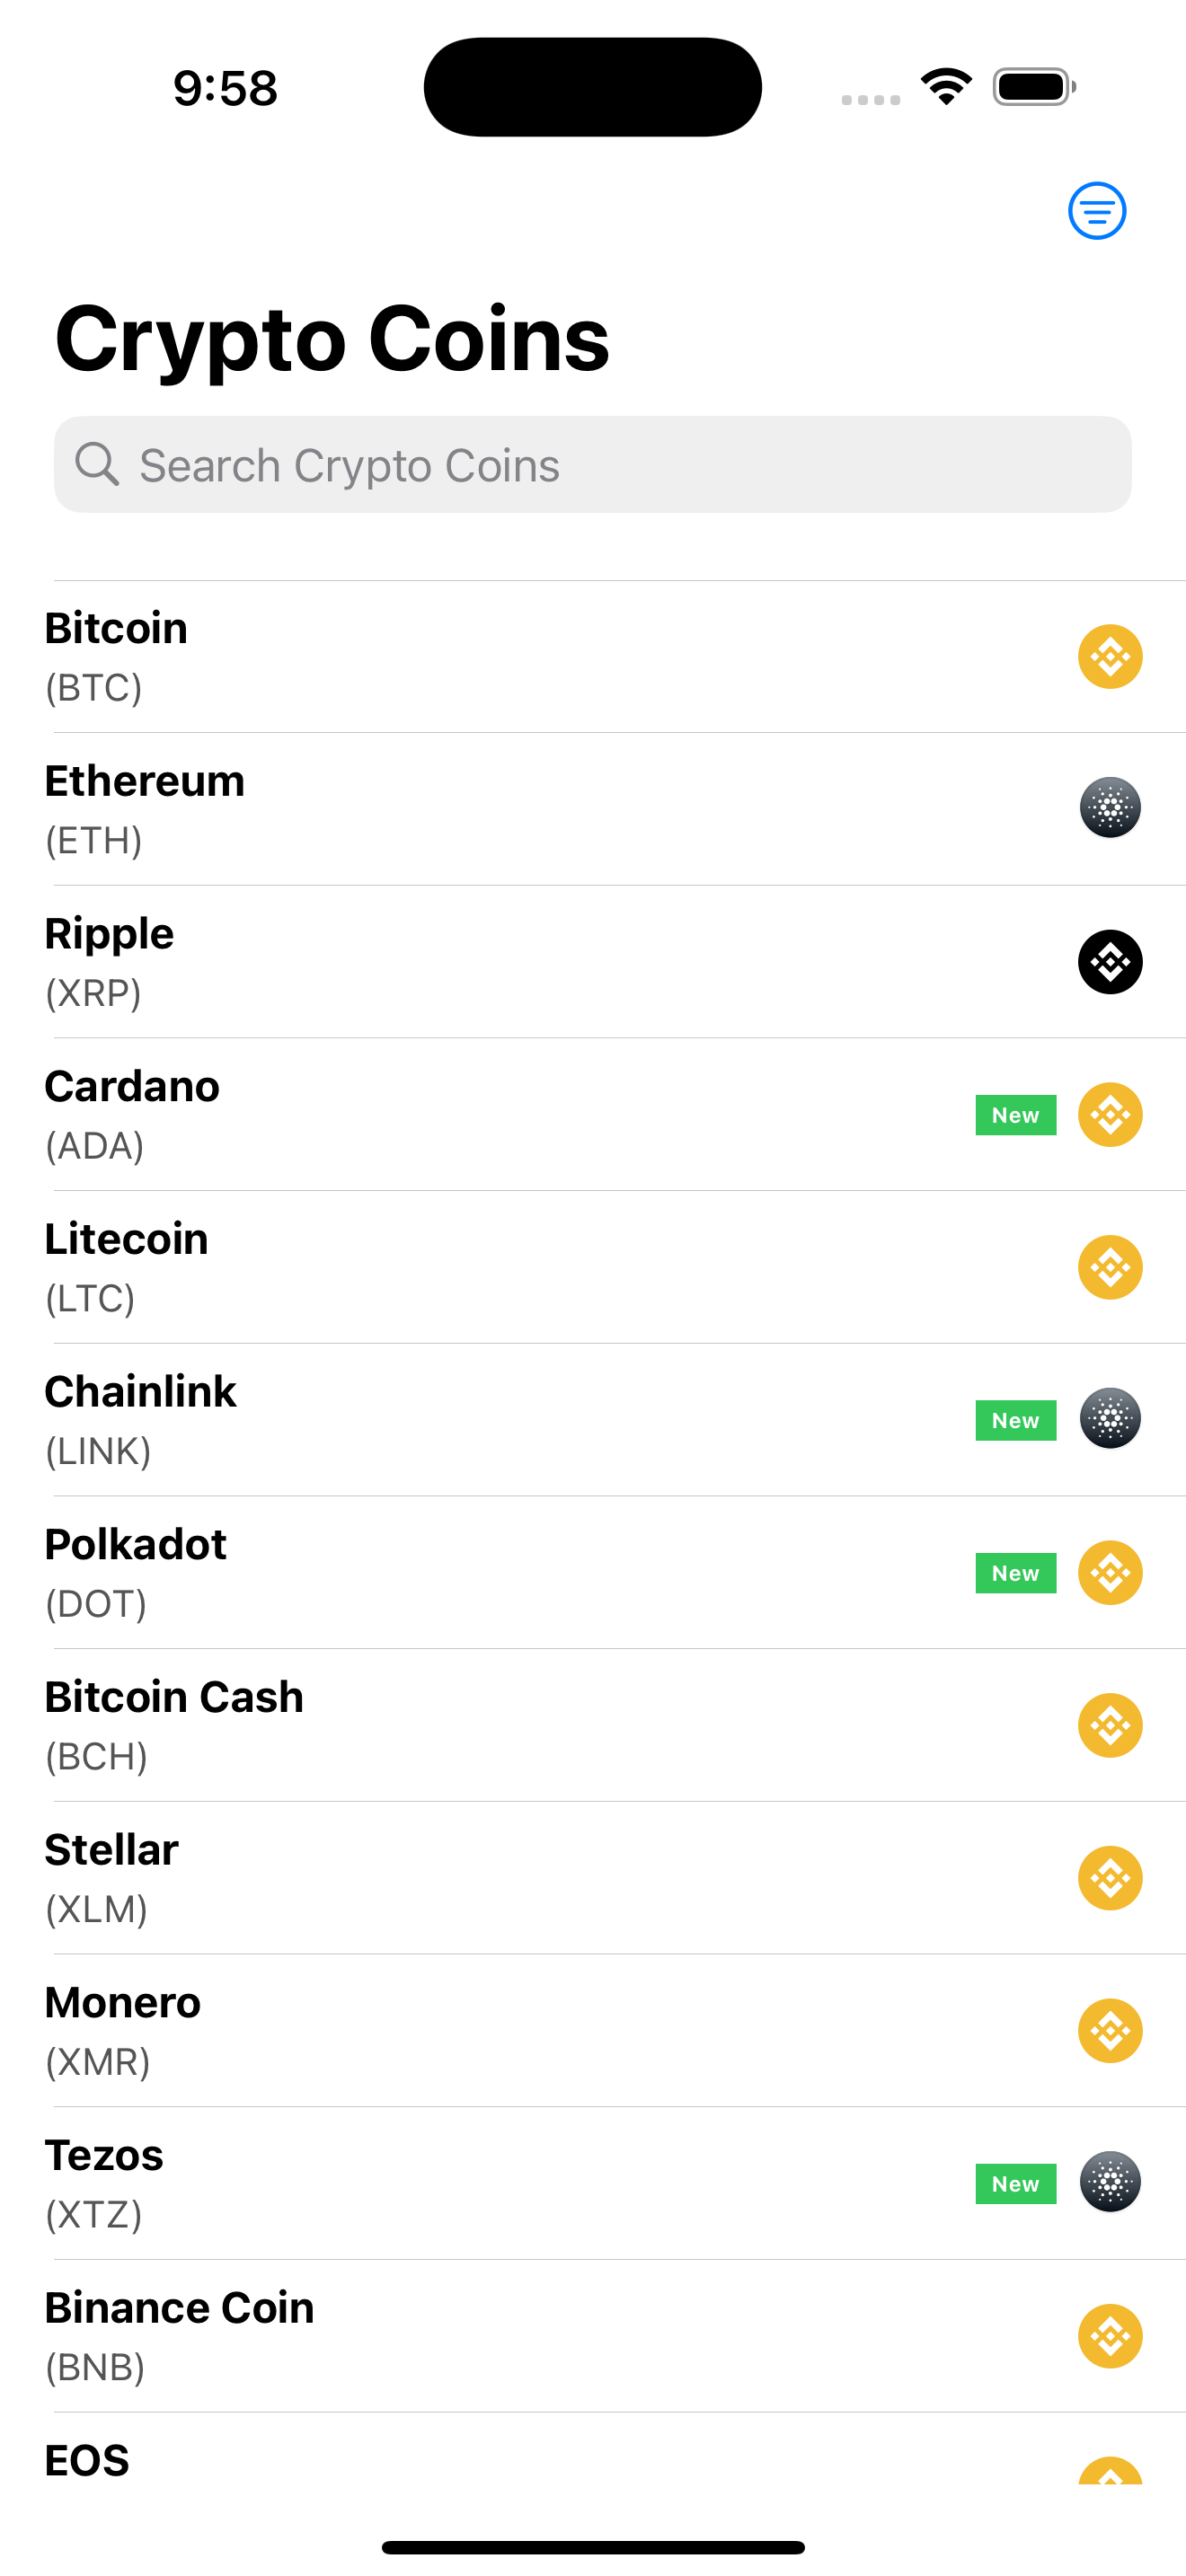 9:58
Crypto Coins
Search Crypto Coins
Bitcoin
(BTC)
Ethereum
(ETH)
Ripple
(XRP)
Cardano
(ADA)
New
Litecoin
(LTC)
Chainlink
(LINK)
New
Polkadot
(DOT)
New
Bitcoin Cash
(BCH)
Stellar
(XLM)
Monero
(XMR)
Tezos
(XTZ)
New
Binance Coin
(BNB)
EOS